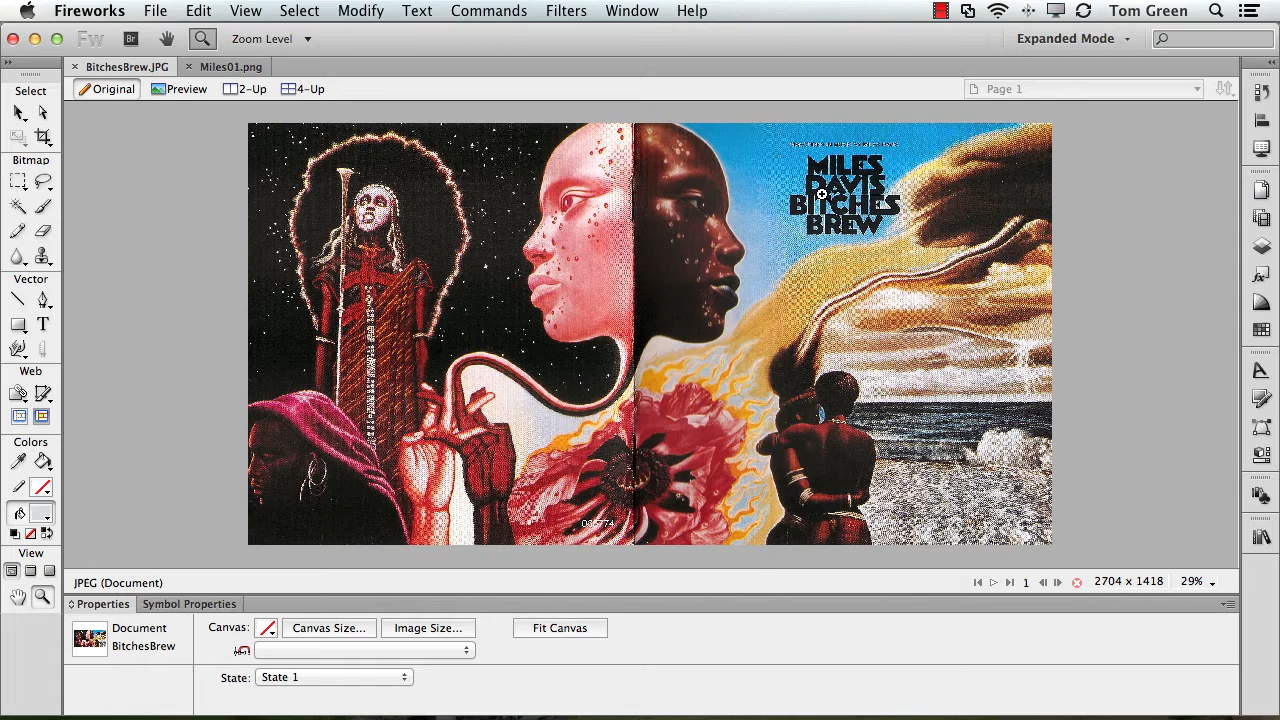 Fireworks File Edit View Select Modify Text Commands Filters Window Help Tom Green
Fw Br Zoom Level Expanded Mode
BitchesBrew.JPG Miles01.png
Original Preview 2-Up 4-Up Page 1
Select
Bitmap
Vector
Web
Colors
View
MILES
DAVIS
BITCHES
BREW
JPEG (Document) 1 2704 x 1418 29%
Properties Symbol Properties
Document
BitchesBrew
Canvas: Canvas Size... Image Size... Fit Canvas
State: State 1